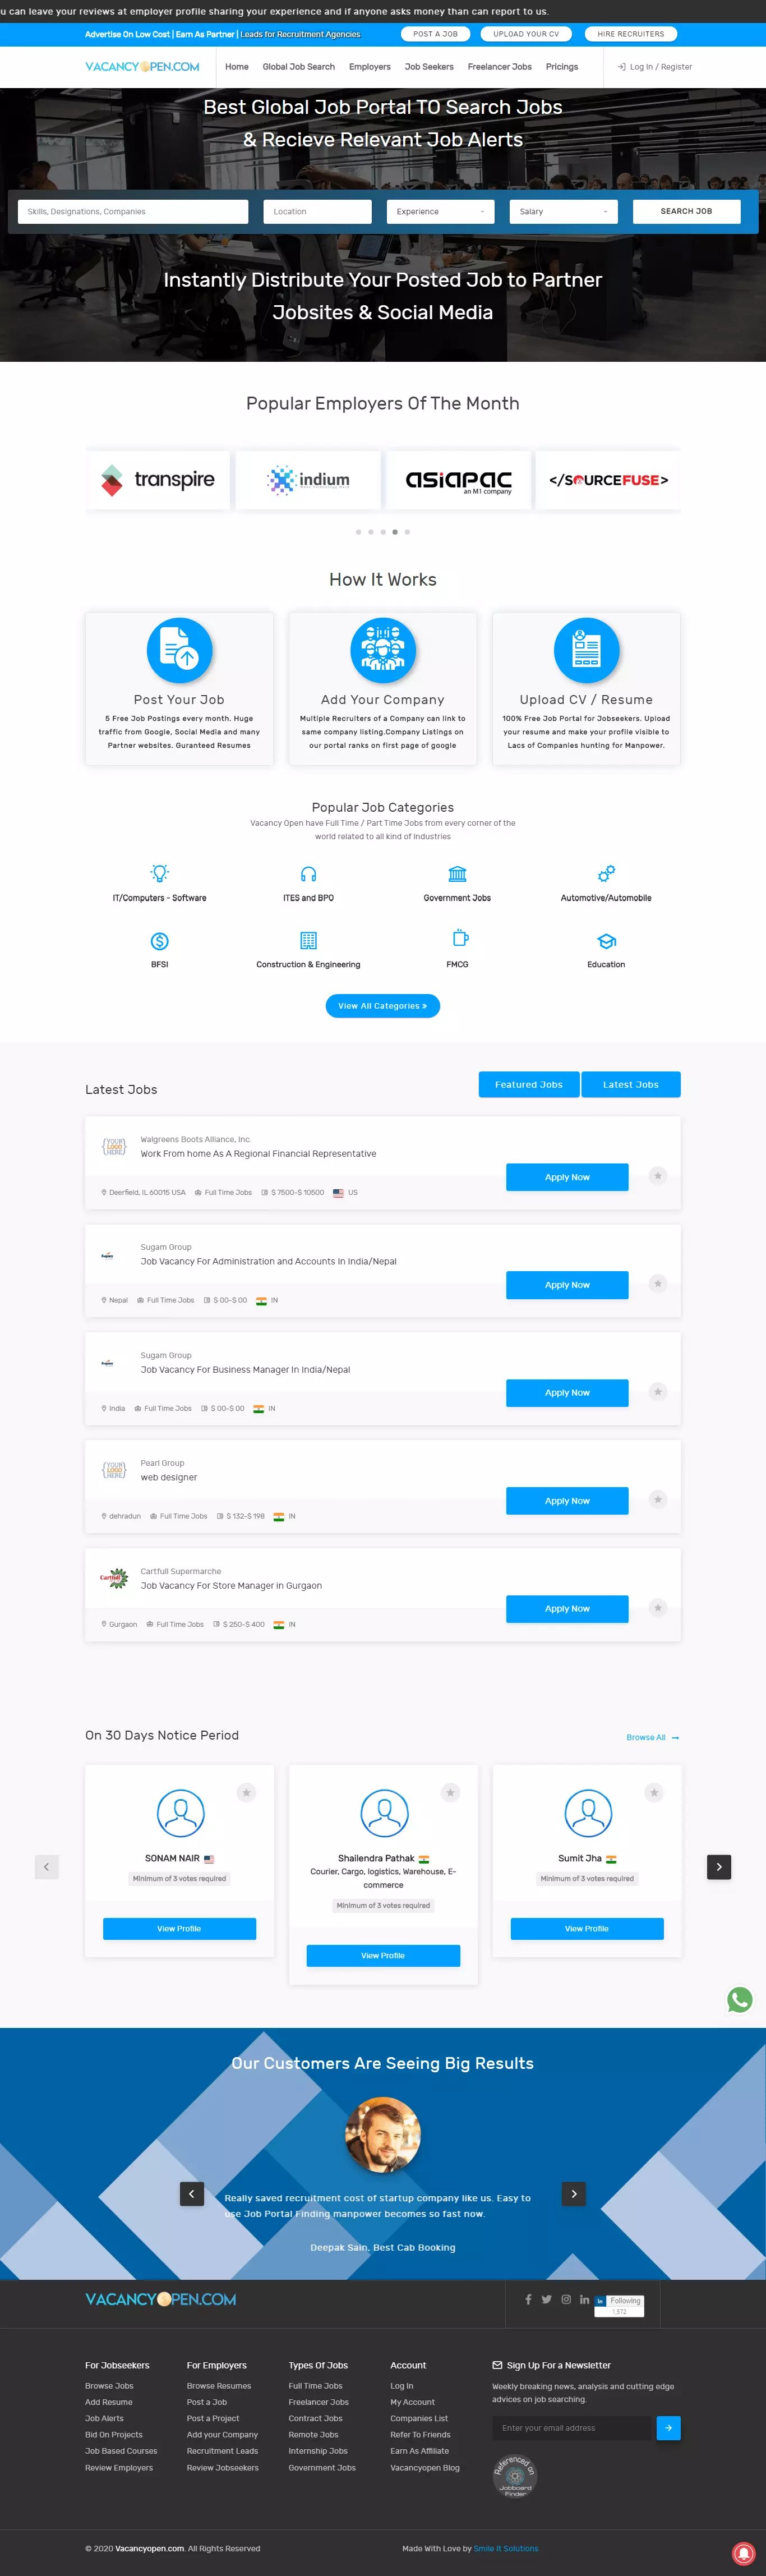 u can leave your reviews at employer profile sharing your experience and if anyone asks money than can report to us.
Advertise On Low Cost | Earn As Partner | Leads for Recruitment Agencies
POST A JOB
UPLOAD YOUR CV
HIRE RECRUITERS
VACANCYOPEN.COM
Home
Global Job Search
Employers
Job Seekers
Freelancer Jobs
Pricings
Log In / Register
Best Global Job Portal TO Search Jobs
& Recieve Relevant Job Alerts
Skills, Designations, Companies
Location
Experience
Salary
SEARCH JOB
Instantly Distribute Your Posted Job to Partner
Jobsites & Social Media
Popular Employers Of The Month
transpire
indium
asiapac
an M1 company
</SOURCEFUSE>
How It Works
Post Your Job
5 Free Job Postings every month. Huge
traffic from Google, Social Media and many
Partner websites. Guranteed Resumes
Add Your Company
Multiple Recruiters of a Company can link to
same company listing.Company Listings on
our portal ranks on first page of google
Upload CV / Resume
100% Free Job Portal for Jobseekers. Upload
your resume and make your profile visible to
Lacs of Companies hunting for Manpower.
Popular Job Categories
Vacancy Open have Full Time / Part Time Jobs from every corner of the
world related to all kind of Industries
IT/Computers - Software
ITES and BPO
Government Jobs
Automotive/Automobile
BFSI
Construction & Engineering
FMCG
Education
View All Categories »
Latest Jobs
Featured Jobs
Latest Jobs
YOUR LOGO HERE
Walgreens Boots Alliance, Inc.
Work From home As A Regional Financial Representative
Deerfield, IL 60015 USA
Full Time Jobs
$ 7500-$ 10500
US
Apply Now
Sugam Group
Job Vacancy For Administration and Accounts In India/Nepal
Nepal
Full Time Jobs
$ 00-$ 00
IN
Apply Now
Sugam Group
Job Vacancy For Business Manager In India/Nepal
India
Full Time Jobs
$ 00-$ 00
IN
Apply Now
YOUR LOGO HERE
Pearl Group
web designer
dehradun
Full Time Jobs
$ 132-$ 198
IN
Apply Now
Cartfull
Cartfull Supermarche
Job Vacancy For Store Manager in Gurgaon
Gurgaon
Full Time Jobs
$ 250-$ 400
IN
Apply Now
On 30 Days Notice Period
Browse All
SONAM NAIR
Minimum of 3 votes required
View Profile
Shailendra Pathak
Courier, Cargo, logistics, Warehouse, E-
commerce
Minimum of 3 votes required
View Profile
Sumit Jha
Minimum of 3 votes required
View Profile
Our Customers Are Seeing Big Results
Really saved recruitment cost of startup company like us. Easy to
use Job Portal Finding manpower becomes so fast now.
Deepak Sain, Best Cab Booking
VACANCYOPEN.COM
in Following
1,372
For Jobseekers
Browse Jobs
Add Resume
Job Alerts
Bid On Projects
Job Based Courses
Review Employers
For Employers
Browse Resumes
Post a Job
Post a Project
Add your Company
Recruitment Leads
Review Jobseekers
Types Of Jobs
Full Time Jobs
Freelancer Jobs
Contract Jobs
Remote Jobs
Internship Jobs
Government Jobs
Account
Log In
My Account
Companies List
Refer To Friends
Earn As Affiliate
Vacancyopen Blog
Sign Up For a Newsletter
Weekly breaking news, analysis and cutting edge
advices on job searching.
Enter your email address
Referenced on
Jobboard
Finder
© 2020 Vacancyopen.com. All Rights Reserved
Made With Love by Smile It Solutions